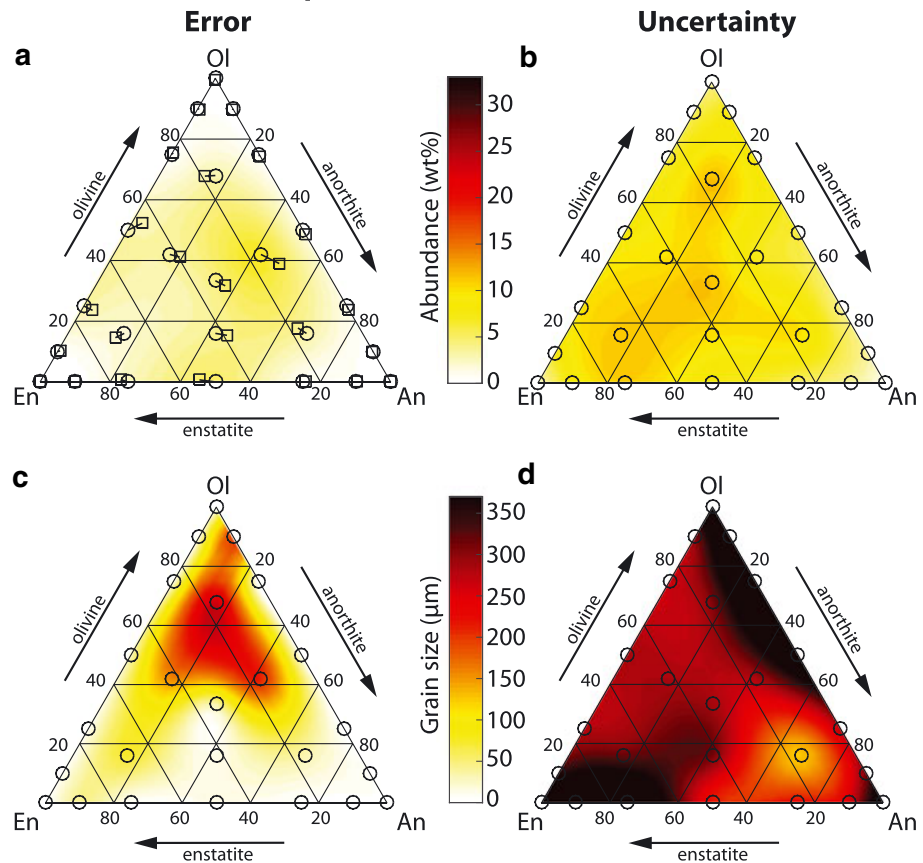 Error
Uncertainty
a
Ol
olivine
anorthite
80
20
60
40
40
60
20
80
En
80
60
40
20
An
enstatite
Abundance (wt%)
30
25
20
15
10
5
0
b
Ol
olivine
anorthite
80
20
60
40
40
60
20
80
En
80
60
40
20
An
enstatite
c
Ol
olivine
anorthite
80
20
60
40
40
60
20
80
En
80
60
40
20
An
enstatite
Grain size (μm)
350
300
250
200
150
100
50
0
d
Ol
olivine
anorthite
80
20
60
40
40
60
20
80
En
80
60
40
20
An
enstatite